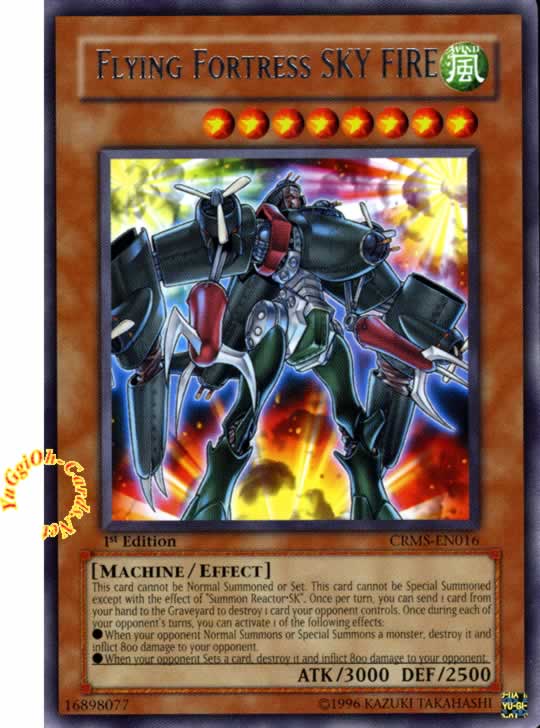 FLYING FORTRESS SKY FIRE
WIND
風
YuGgiOh-Cards.Net
1st Edition
CRMS-EN016
[MACHINE / EFFECT]
This card cannot be Normal Summoned or Set. This card cannot be Special Summoned
except with the effect of "Summon Reactor•SK". Once per turn, you can send 1 card from
your hand to the Graveyard to destroy 1 card your opponent controls. Once during each of
your opponent's turns, you can activate 1 of the following effects:
●When your opponent Normal Summons or Special Summons a monster, destroy it and
inflict 800 damage to your opponent.
●When your opponent Sets a card, destroy it and inflict 800 damage to your opponent.
ATK/3000 DEF/2500
16898077
©1996 KAZUKI TAKAHASHI